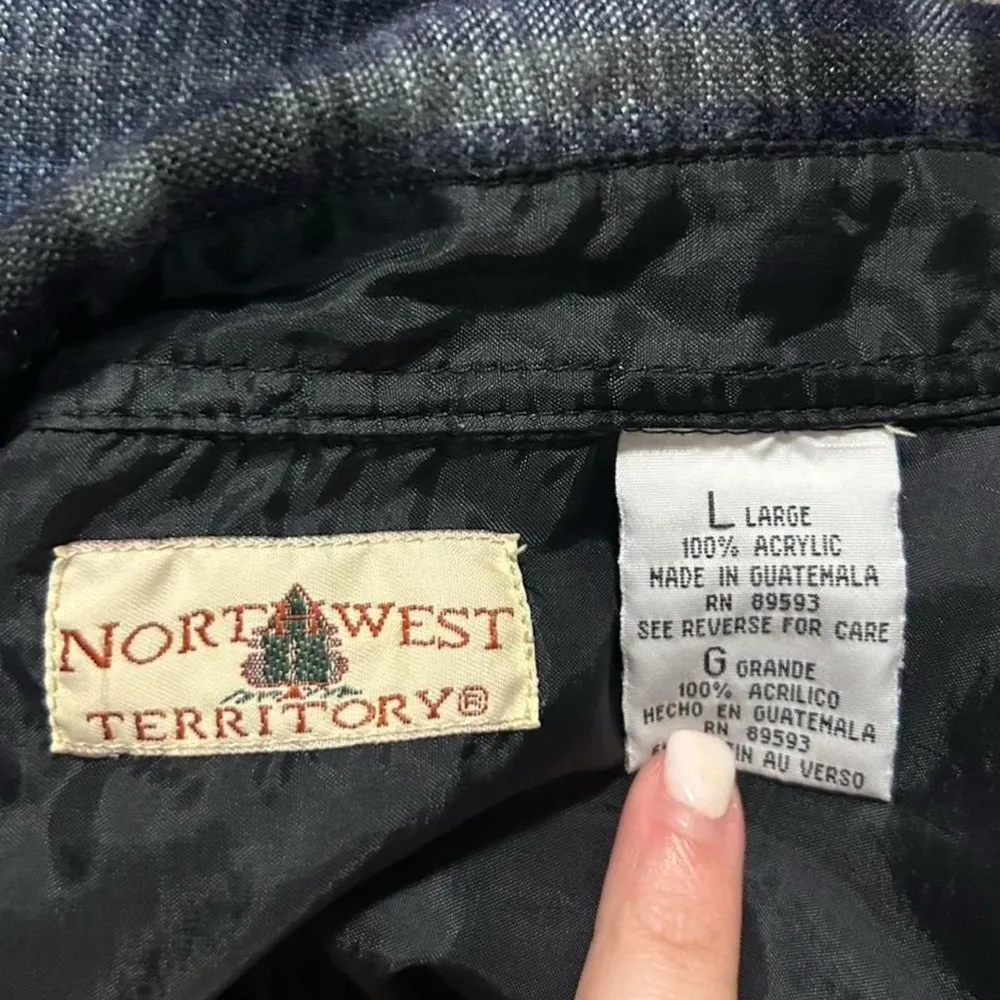 NORTHWEST
TERRITORY®
L LARGE
100% ACRYLIC
MADE IN GUATEMALA
RN 89593
SEE REVERSE FOR CARE
G GRANDE
100% ACRILICO
HECHO EN GUATEMALA
RN 89593
AU VERSO